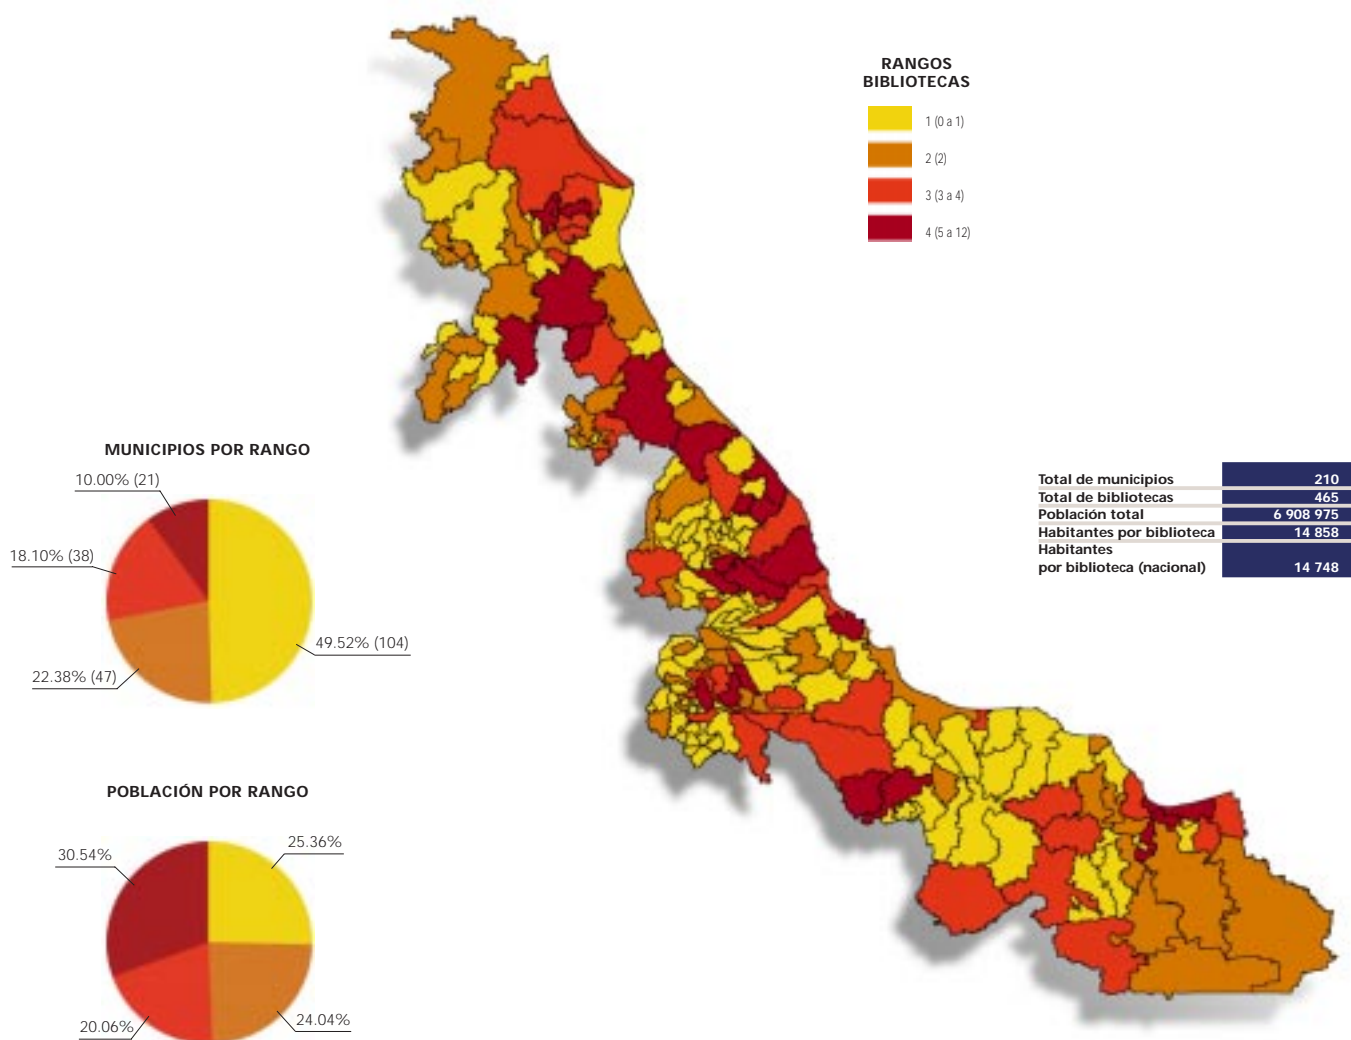 RANGOS
BIBLIOTECAS
1 (0 a 1)
2 (2)
3 (3 a 4)
4 (5 a 12)
MUNICIPIOS POR RANGO
10.00% (21)
18.10% (38)
49.52% (104)
22.38% (47)
Total de municipios 210
Total de bibliotecas 465
Población total 6 908 975
Habitantes por biblioteca 14 858
Habitantes
por biblioteca (nacional) 14 748
POBLACIÓN POR RANGO
25.36%
30.54%
20.06%
24.04%